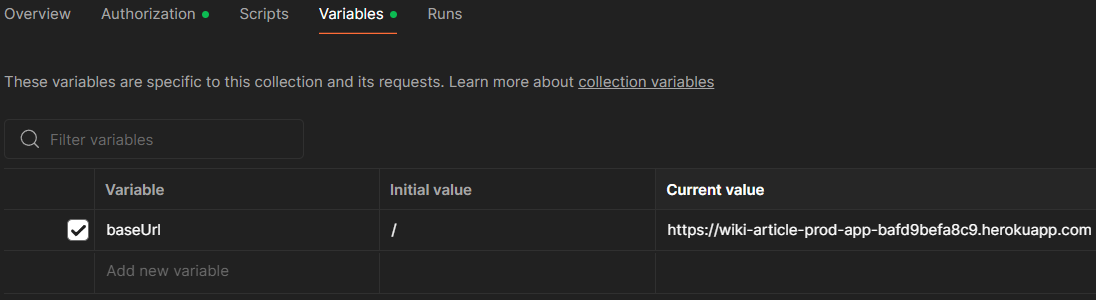 Overview Authorization Scripts Variables Runs
These variables are specific to this collection and its requests. Learn more about collection variables
Filter variables
Variable Initial value Current value
baseUrl / https://wiki-article-prod-app-bafd9befa8c9.herokuapp.com
Add new variable